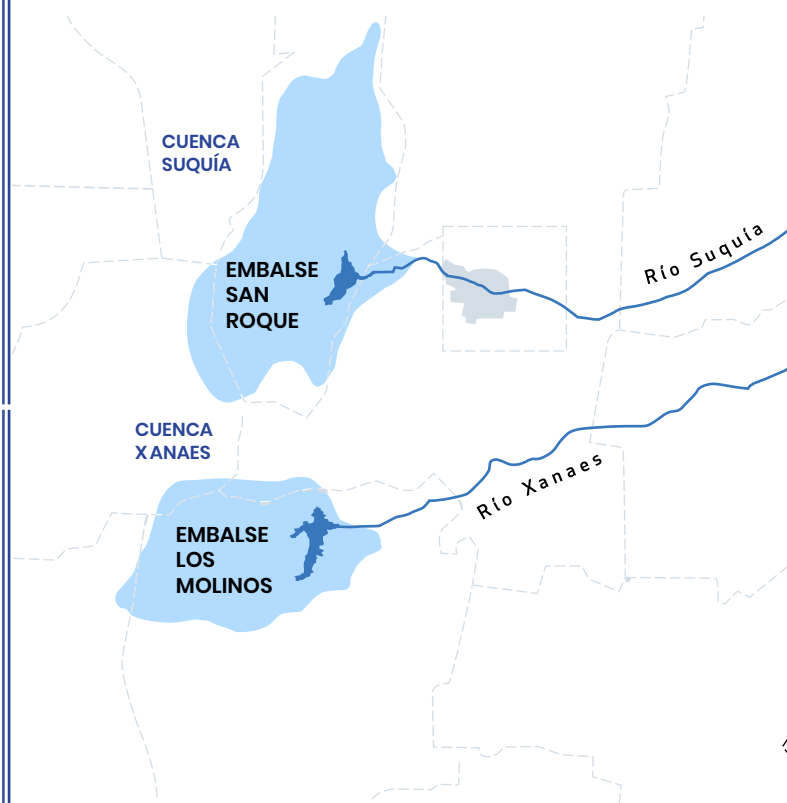 CUENCA
SUQUÍA
EMBALSE
SAN
ROQUE
Río Suquía
CUENCA
XANAES
Río Xanaes
EMBALSE
LOS
MOLINOS